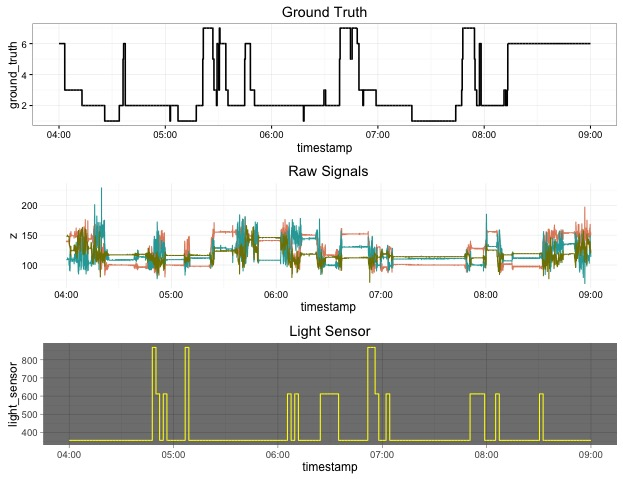 Ground Truth
ground_truth
6
4
2
04:00 05:00 06:00 07:00 08:00 09:00
timestamp
Raw Signals
z
200
150
100
04:00 05:00 06:00 07:00 08:00 09:00
timestamp
Light Sensor
light_sensor
800
700
600
500
400
04:00 05:00 06:00 07:00 08:00 09:00
timestamp